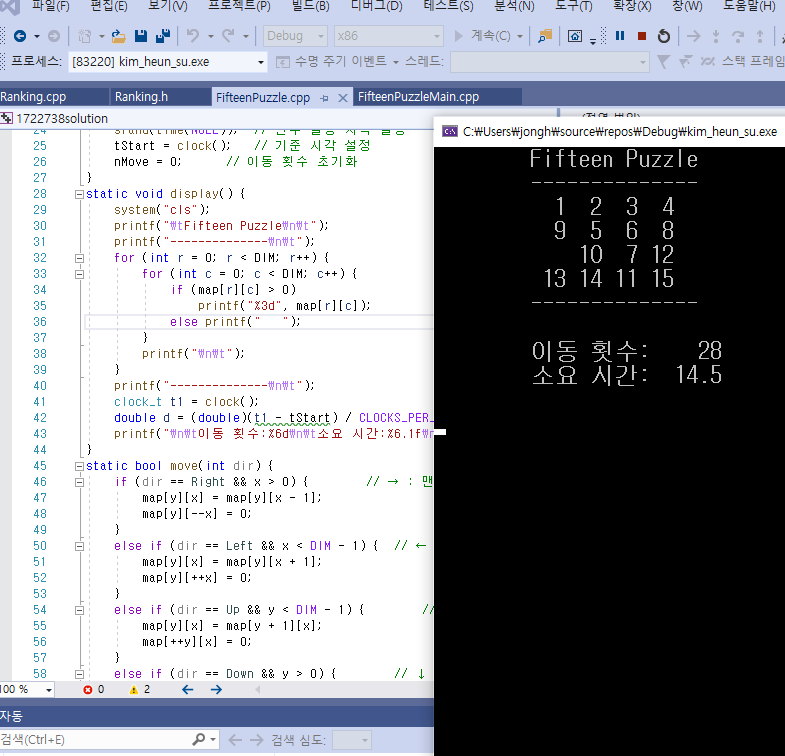 파일(F) 편집(E) 보기(V) 프로젝트(P) 빌드(B) 디버그(D) 테스트(S) 분석(N) 도구(T) 확장(X) 창(W) 도움말(H)
Debug x86 계속(C)
프로세스: [83220] kim_heun_su.exe 수명 주기 이벤트 스레드: 스택 프레임
Ranking.cpp Ranking.h FifteenPuzzle.cpp FifteenPuzzleMain.cpp
1722738solution
24 srand(time(NULL)); //
25 tStart = clock(); // 기준 시각 설정
26 nMove = 0; // 이동 횟수 초기화
27 }
28 static void display() {
29 system("cls");
30 printf("₩tFifteen Puzzle₩n₩t");
31 printf("--------------₩n₩t");
32 for (int r = 0; r < DIM; r++) {
33 for (int c = 0; c < DIM; c++) {
34 if (map[r][c] > 0)
35 printf("%3d", map[r][c]);
36 else printf("   ");
37 }
38 printf("₩n₩t");
39 }
40 printf("--------------₩n₩t");
41 clock_t t1 = clock();
42 double d = (double)(t1 - tStart) / CLOCKS_PER_
43 printf("₩n₩t이동 횟수:%6d₩n₩t소요 시간:%6.1f₩n
44 }
45 static bool move(int dir) {
46 if (dir == Right && x > 0) { // → : 맨
47 map[y][x] = map[y][x - 1];
48 map[y][--x] = 0;
49 }
50 else if (dir == Left && x < DIM - 1) { // ←
51 map[y][x] = map[y][x + 1];
52 map[y][++x] = 0;
53 }
54 else if (dir == Up && y < DIM - 1) { //
55 map[y][x] = map[y + 1][x];
56 map[++y][x] = 0;
57 }
58 else if (dir == Down && y > 0) { // ↓
100 % 0 2
자동
검색(Ctrl+E) 검색 심도:
C:₩Users₩jongh₩source₩repos₩Debug₩kim_heun_su.exe
Fifteen Puzzle
--------------
1 2 3 4
9 5 6 8
10 7 12
13 14 11 15
--------------
이동 횟수: 28
소요 시간: 14.5